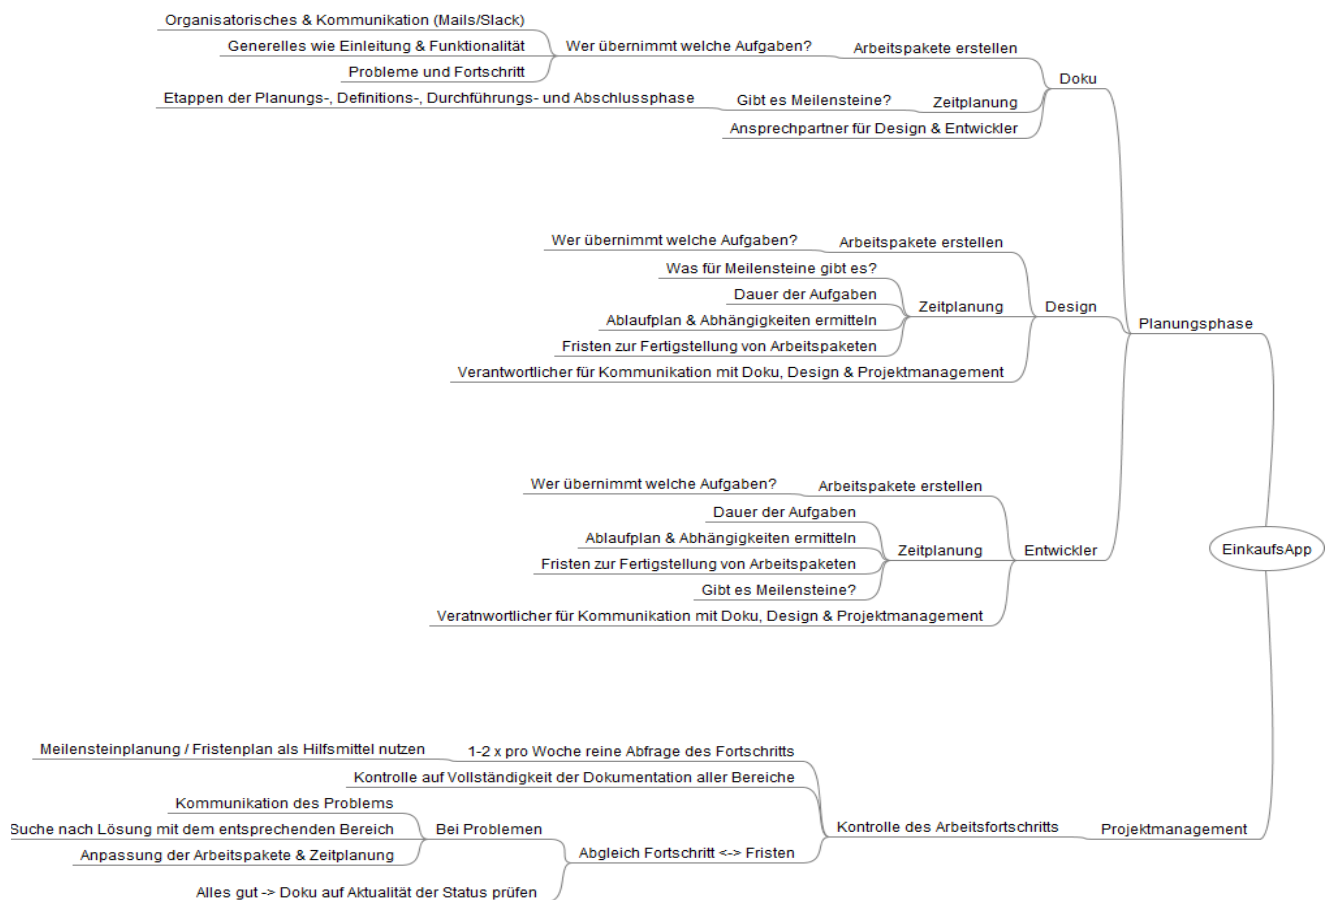 Organisatorisches & Kommunikation (Mails/Slack)
Generelles wie Einleitung & Funktionalität
Wer übernimmt welche Aufgaben?
Arbeitspakete erstellen
Probleme und Fortschritt
Doku
Etappen der Planungs-, Definitions-, Durchführungs- und Abschlussphase
Gibt es Meilensteine?
Zeitplanung
Ansprechpartner für Design & Entwickler
Wer übernimmt welche Aufgaben?
Arbeitspakete erstellen
Was für Meilensteine gibt es?
Dauer der Aufgaben
Zeitplanung
Design
Ablaufplan & Abhängigkeiten ermitteln
Planungsphase
Fristen zur Fertigstellung von Arbeitspaketen
Verantwortlicher für Kommunikation mit Doku, Design & Projektmanagement
Wer übernimmt welche Aufgaben?
Arbeitspakete erstellen
Dauer der Aufgaben
Ablaufplan & Abhängigkeiten ermitteln
Zeitplanung
Entwickler
EinkaufsApp
Fristen zur Fertigstellung von Arbeitspaketen
Gibt es Meilensteine?
Veratnwortlicher für Kommunikation mit Doku, Design & Projektmanagement
Meilensteinplanung / Fristenplan als Hilfsmittel nutzen
1-2 x pro Woche reine Abfrage des Fortschritts
Kontrolle auf Vollständigkeit der Dokumentation aller Bereiche
Kommunikation des Problems
Suche nach Lösung mit dem entsprechenden Bereich
Bei Problemen
Kontrolle des Arbeitsfortschritts
Projektmanagement
Anpassung der Arbeitspakete & Zeitplanung
Abgleich Fortschritt <-> Fristen
Alles gut -> Doku auf Aktualität der Status prüfen